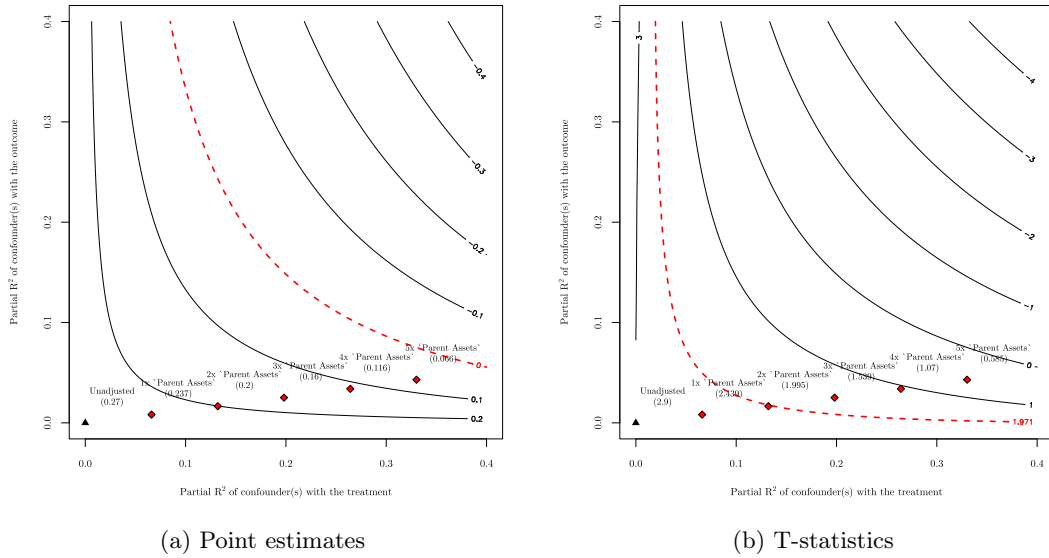 0.4
0.3
0.2
0.1
0.0
Partial R² of confounder(s) with the outcome
−0.4
−0.3
−0.2
−0.1
0
0.1
0.2
Unadjusted
(0.27)
1x `Parent Assets`
(0.237)
2x `Parent Assets`
(0.2)
3x `Parent Assets`
(0.16)
4x `Parent Assets`
(0.116)
5x `Parent Assets`
(0.066)
0.0 0.1 0.2 0.3 0.4
Partial R² of confounder(s) with the treatment
(a) Point estimates
0.4
0.3
0.2
0.1
0.0
Partial R² of confounder(s) with the outcome
3
−4
−3
−2
−1
0
1
1.971
Unadjusted
(2.9)
1x `Parent Assets`
(2.439)
2x `Parent Assets`
(1.995)
3x `Parent Assets`
(1.539)
4x `Parent Assets`
(1.07)
5x `Parent Assets`
(0.585)
0.0 0.1 0.2 0.3 0.4
Partial R² of confounder(s) with the treatment
(b) T-statistics